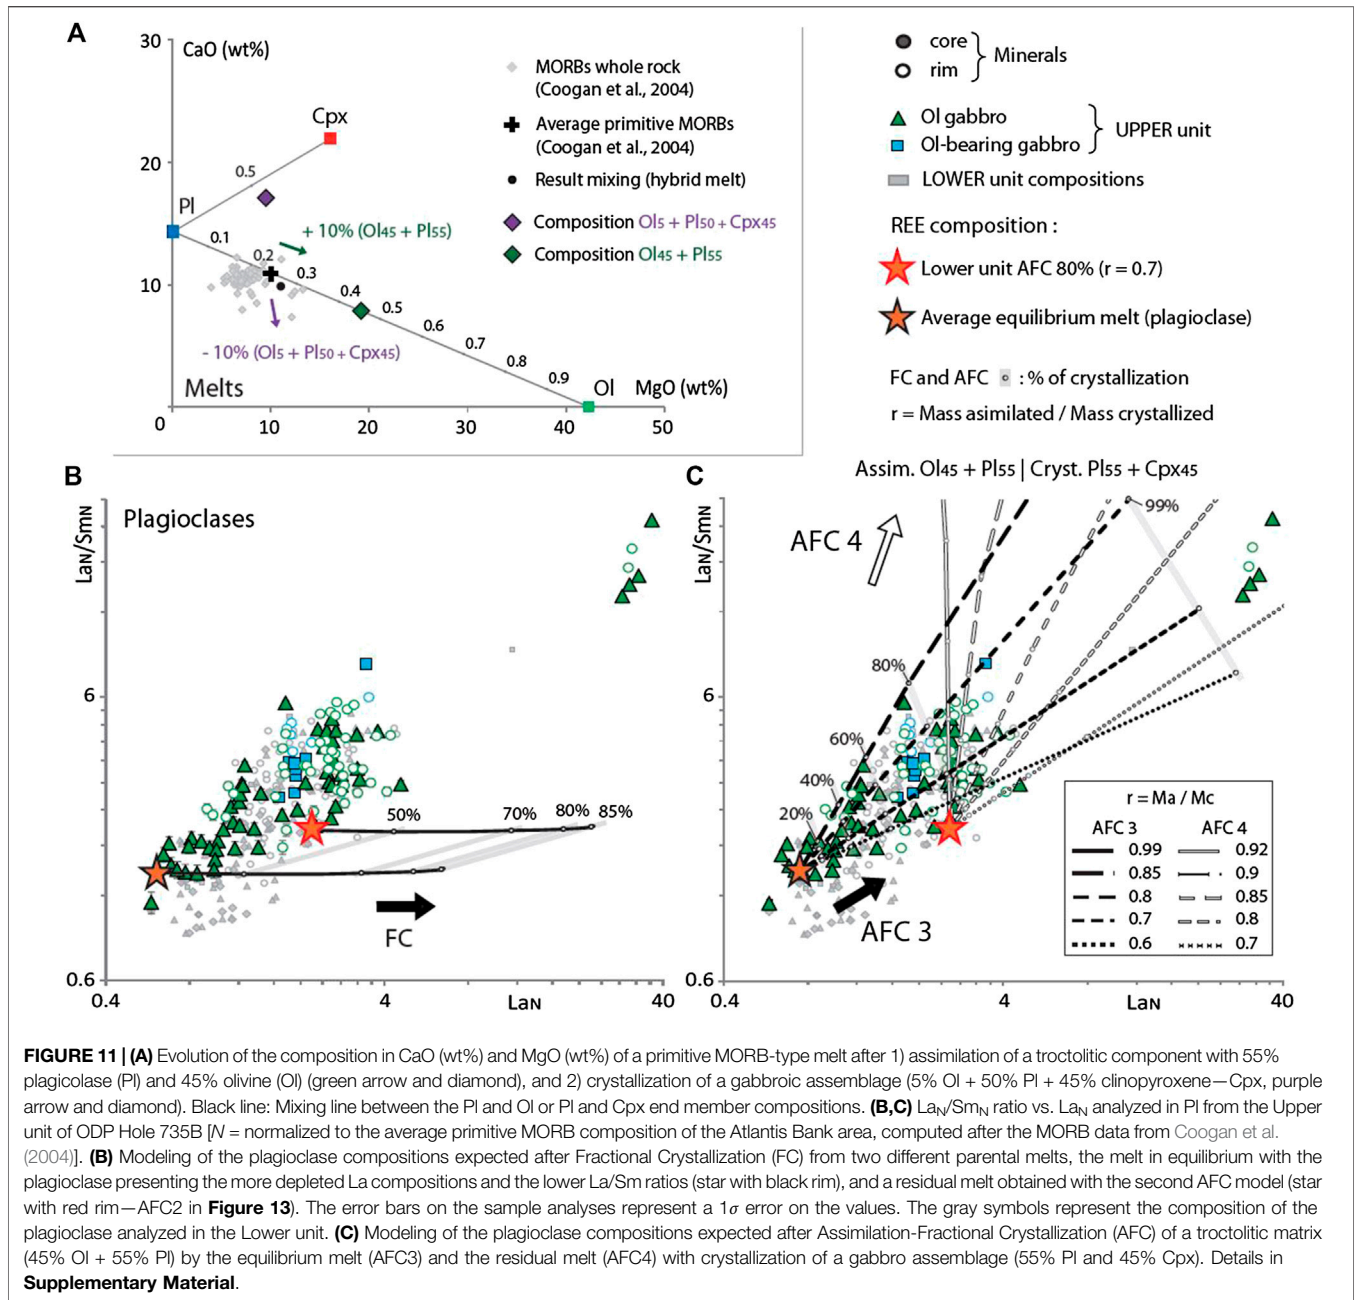 A
30
CaO (wt%)
Cpx
20
0.5
Pl
0.1
+ 10% (Ol45 + Pl55)
0.2
0.3
10
0.4
0.5
0.6
- 10% (Ol5 + Pl50 + Cpx45)
0.7
0.8
0.9
Melts
Ol
MgO (wt%)
0
10
20
30
40
50
MORBs whole rock
(Coogan et al., 2004)
Average primitive MORBs
(Coogan et al., 2004)
Result mixing (hybrid melt)
Composition Ol5 + Pl50 + Cpx45
Composition Ol45 + Pl55
core
rim
Minerals
Ol gabbro
Ol-bearing gabbro
UPPER unit
LOWER unit compositions
REE composition :
Lower unit AFC 80% (r = 0.7)
Average equilibrium melt (plagioclase)
FC and AFC : % of crystallization
r = Mass asimilated / Mass crystallized
B
Plagioclases
LaN/SmN
6
0.6
50%
70%
80%
85%
FC
0.4
4
LaN
40
C
Assim. Ol45 + Pl55 | Cryst. Pl55 + Cpx45
LaN/SmN
AFC 4
99%
80%
6
60%
40%
20%
AFC 3
0.6
0.4
4
LaN
40
r = Ma / Mc
AFC 3 AFC 4
0.99 0.92
0.85 0.9
0.8 0.85
0.7 0.8
0.6 0.7
FIGURE 11 | (A) Evolution of the composition in CaO (wt%) and MgO (wt%) of a primitive MORB-type melt after 1) assimilation of a troctolitic component with 55%
plagicolase (Pl) and 45% olivine (Ol) (green arrow and diamond), and 2) crystallization of a gabbroic assemblage (5% Ol + 50% Pl + 45% clinopyroxene—Cpx, purple
arrow and diamond). Black line: Mixing line between the Pl and Ol or Pl and Cpx end member compositions. (B,C) LaN/SmN ratio vs. LaN analyzed in Pl from the Upper
unit of ODP Hole 735B [N = normalized to the average primitive MORB composition of the Atlantis Bank area, computed after the MORB data from Coogan et al.
(2004)]. (B) Modeling of the plagioclase compositions expected after Fractional Crystallization (FC) from two different parental melts, the melt in equilibrium with the
plagioclase presenting the more depleted La compositions and the lower La/Sm ratios (star with black rim), and a residual melt obtained with the second AFC model (star
with red rim—AFC2 in Figure 13). The error bars on the sample analyses represent a 1σ error on the values. The gray symbols represent the composition of the
plagioclase analyzed in the Lower unit. (C) Modeling of the plagioclase compositions expected after Assimilation-Fractional Crystallization (AFC) of a troctolitic matrix
(45% Ol + 55% Pl) by the equilibrium melt (AFC3) and the residual melt (AFC4) with crystallization of a gabbro assemblage (55% Pl and 45% Cpx). Details in
Supplementary Material.